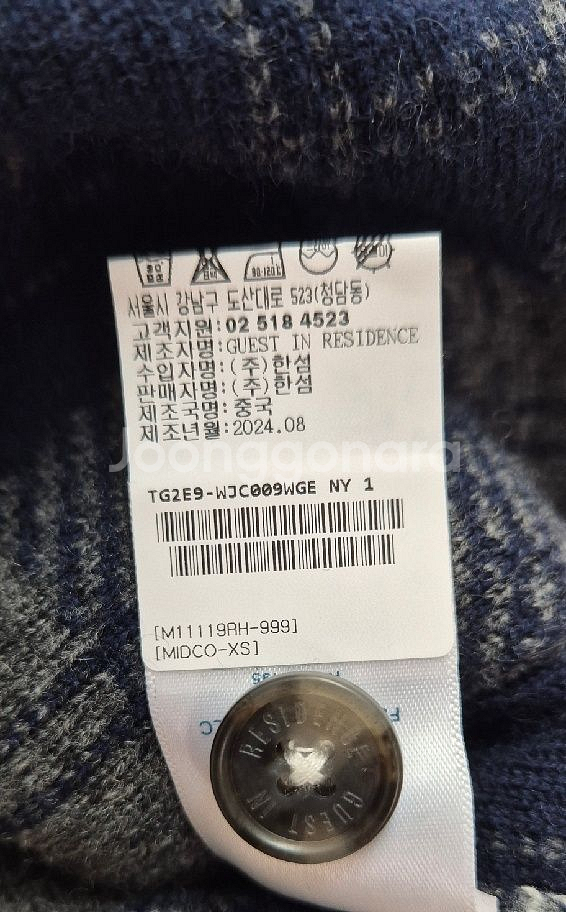 80-120℃
서울시 강남구 도산대로 523(청담동)
고객지원:02 518 4523
제조자명:GUEST IN RESIDENCE
수입자명:(주)한섬
판매자명:(주)한섬
제조국명:중국
제조년월:2024.08
Joonggonara
TG2E9-WJC009WGE NY 1
[M11119RH-999]
[MIDCO-XS]
RESIDENCE · GUEST IN